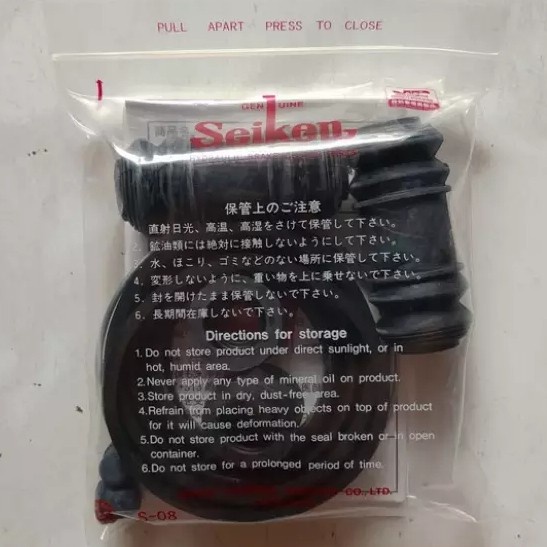 PULL APART PRESS TO CLOSE
GENUINE
Seiken
保管上のご注意
直射日光、高温、高湿をさけて保管して下さい。
2. 鉱油類には絶対に接触しないようにして下さい。
3. 水、ほこり、ゴミなどのない場所に保管して下さい。
4. 変形しないように、重い物を上に乗せないで下さい。
5. 封を開けたまま保管しないで下さい。
6. 長期間在庫しないで下さい。
Directions for storage
1. Do not store product under direct sunlight, or in
hot, humid area.
2. Never apply any type of mineral oil on product.
3. Store product in dry, dust-free area.
4. Refrain from placing heavy objects on top of product
for it will cause deformation.
5. Do not store product with the seal broken or in open
container.
6. Do not store for a prolonged period of time.
CO., LTD.
S-08